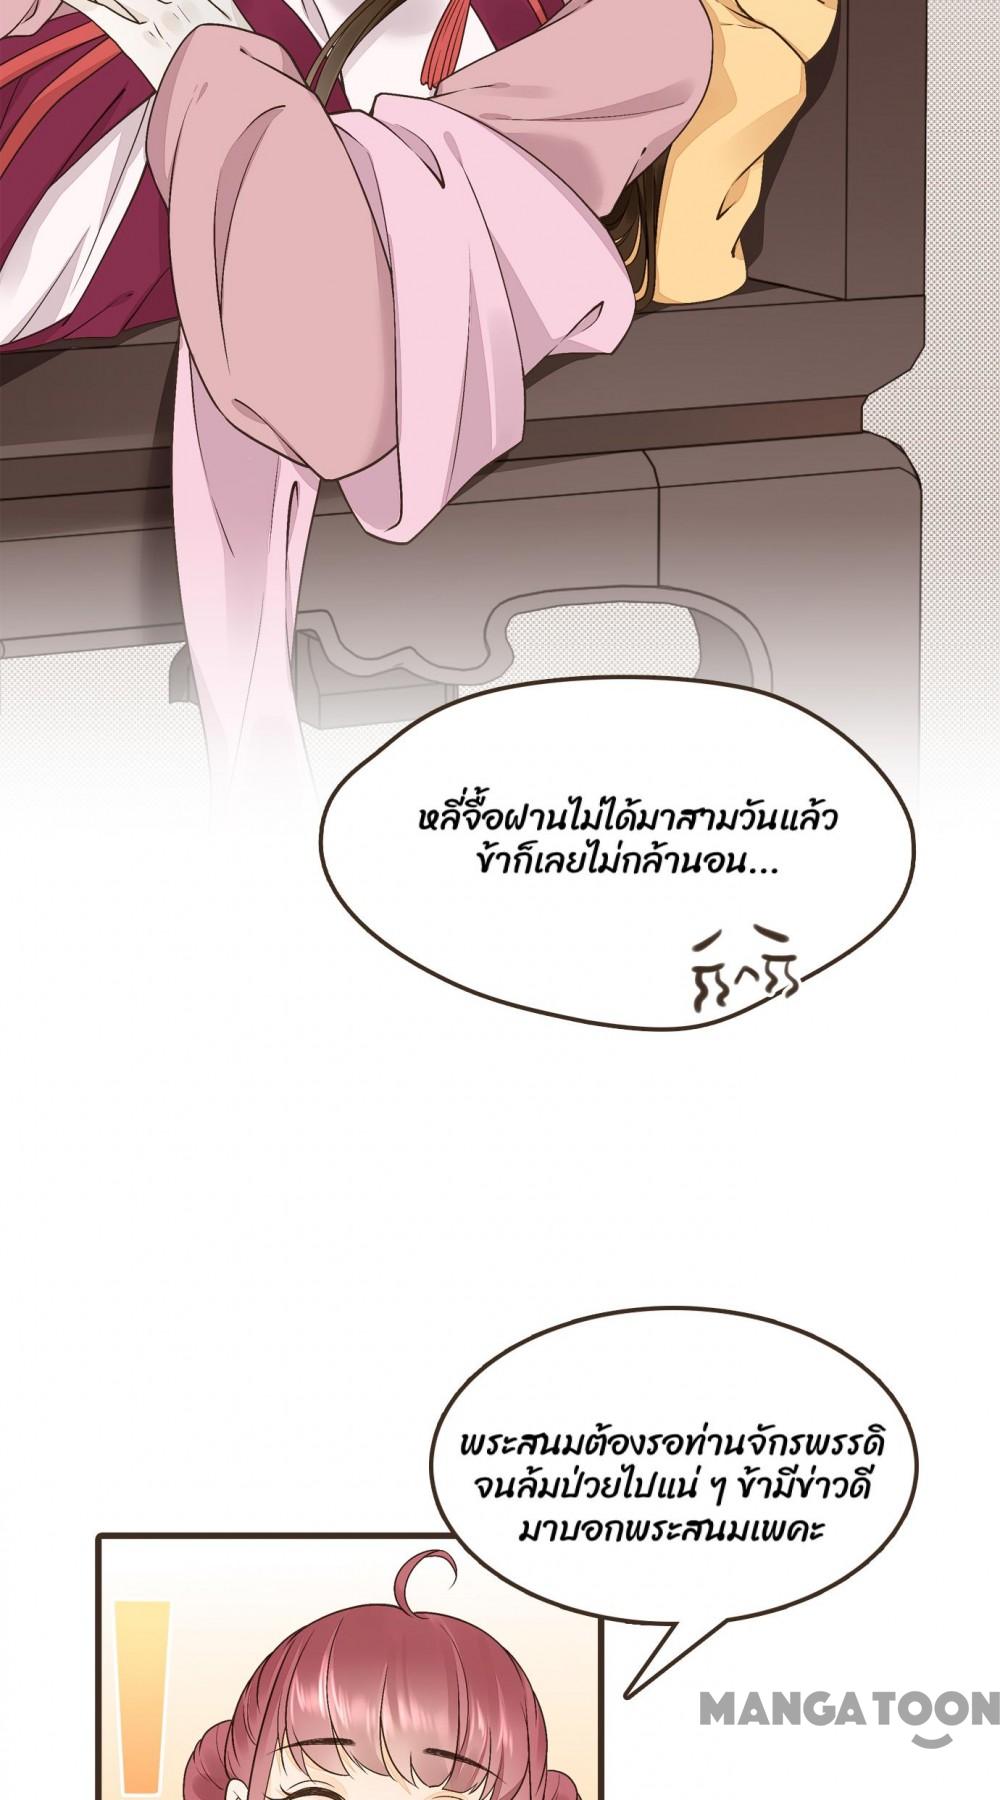 หลี่จื้อฝานไม่ได้มาสามวันแล้ว
ข้าก็เลยไม่กล้านอน...
พระสนมต้องรอท่านจักรพรรดิ
จนล้มป่วยไปแน่ ๆ ข้ามีข่าวดี
มาบอกพระสนมเพคะ
MANGATOON